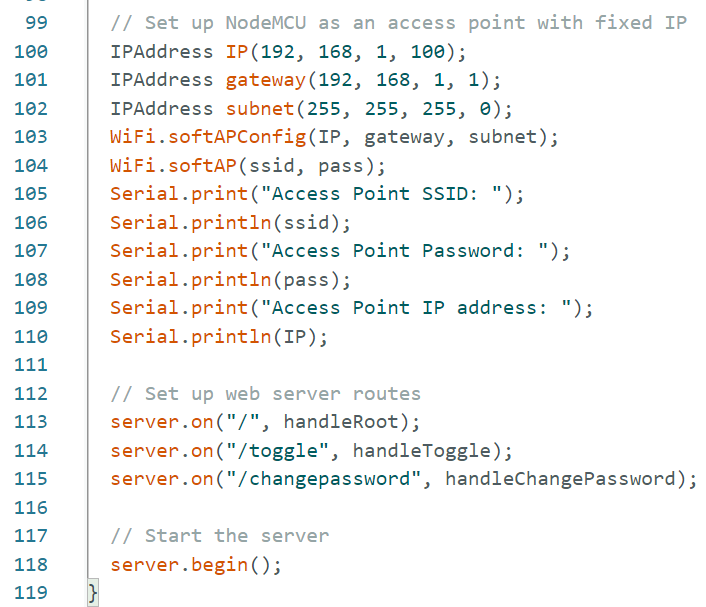 99 // Set up NodeMCU as an access point with fixed IP
100 IPAddress IP(192, 168, 1, 100);
101 IPAddress gateway(192, 168, 1, 1);
102 IPAddress subnet(255, 255, 255, 0);
103 WiFi.softAPConfig(IP, gateway, subnet);
104 WiFi.softAP(ssid, pass);
105 Serial.print("Access Point SSID: ");
106 Serial.println(ssid);
107 Serial.print("Access Point Password: ");
108 Serial.println(pass);
109 Serial.print("Access Point IP address: ");
110 Serial.println(IP);
111
112 // Set up web server routes
113 server.on("/", handleRoot);
114 server.on("/toggle", handleToggle);
115 server.on("/changepassword", handleChangePassword);
116
117 // Start the server
118 server.begin();
119 }